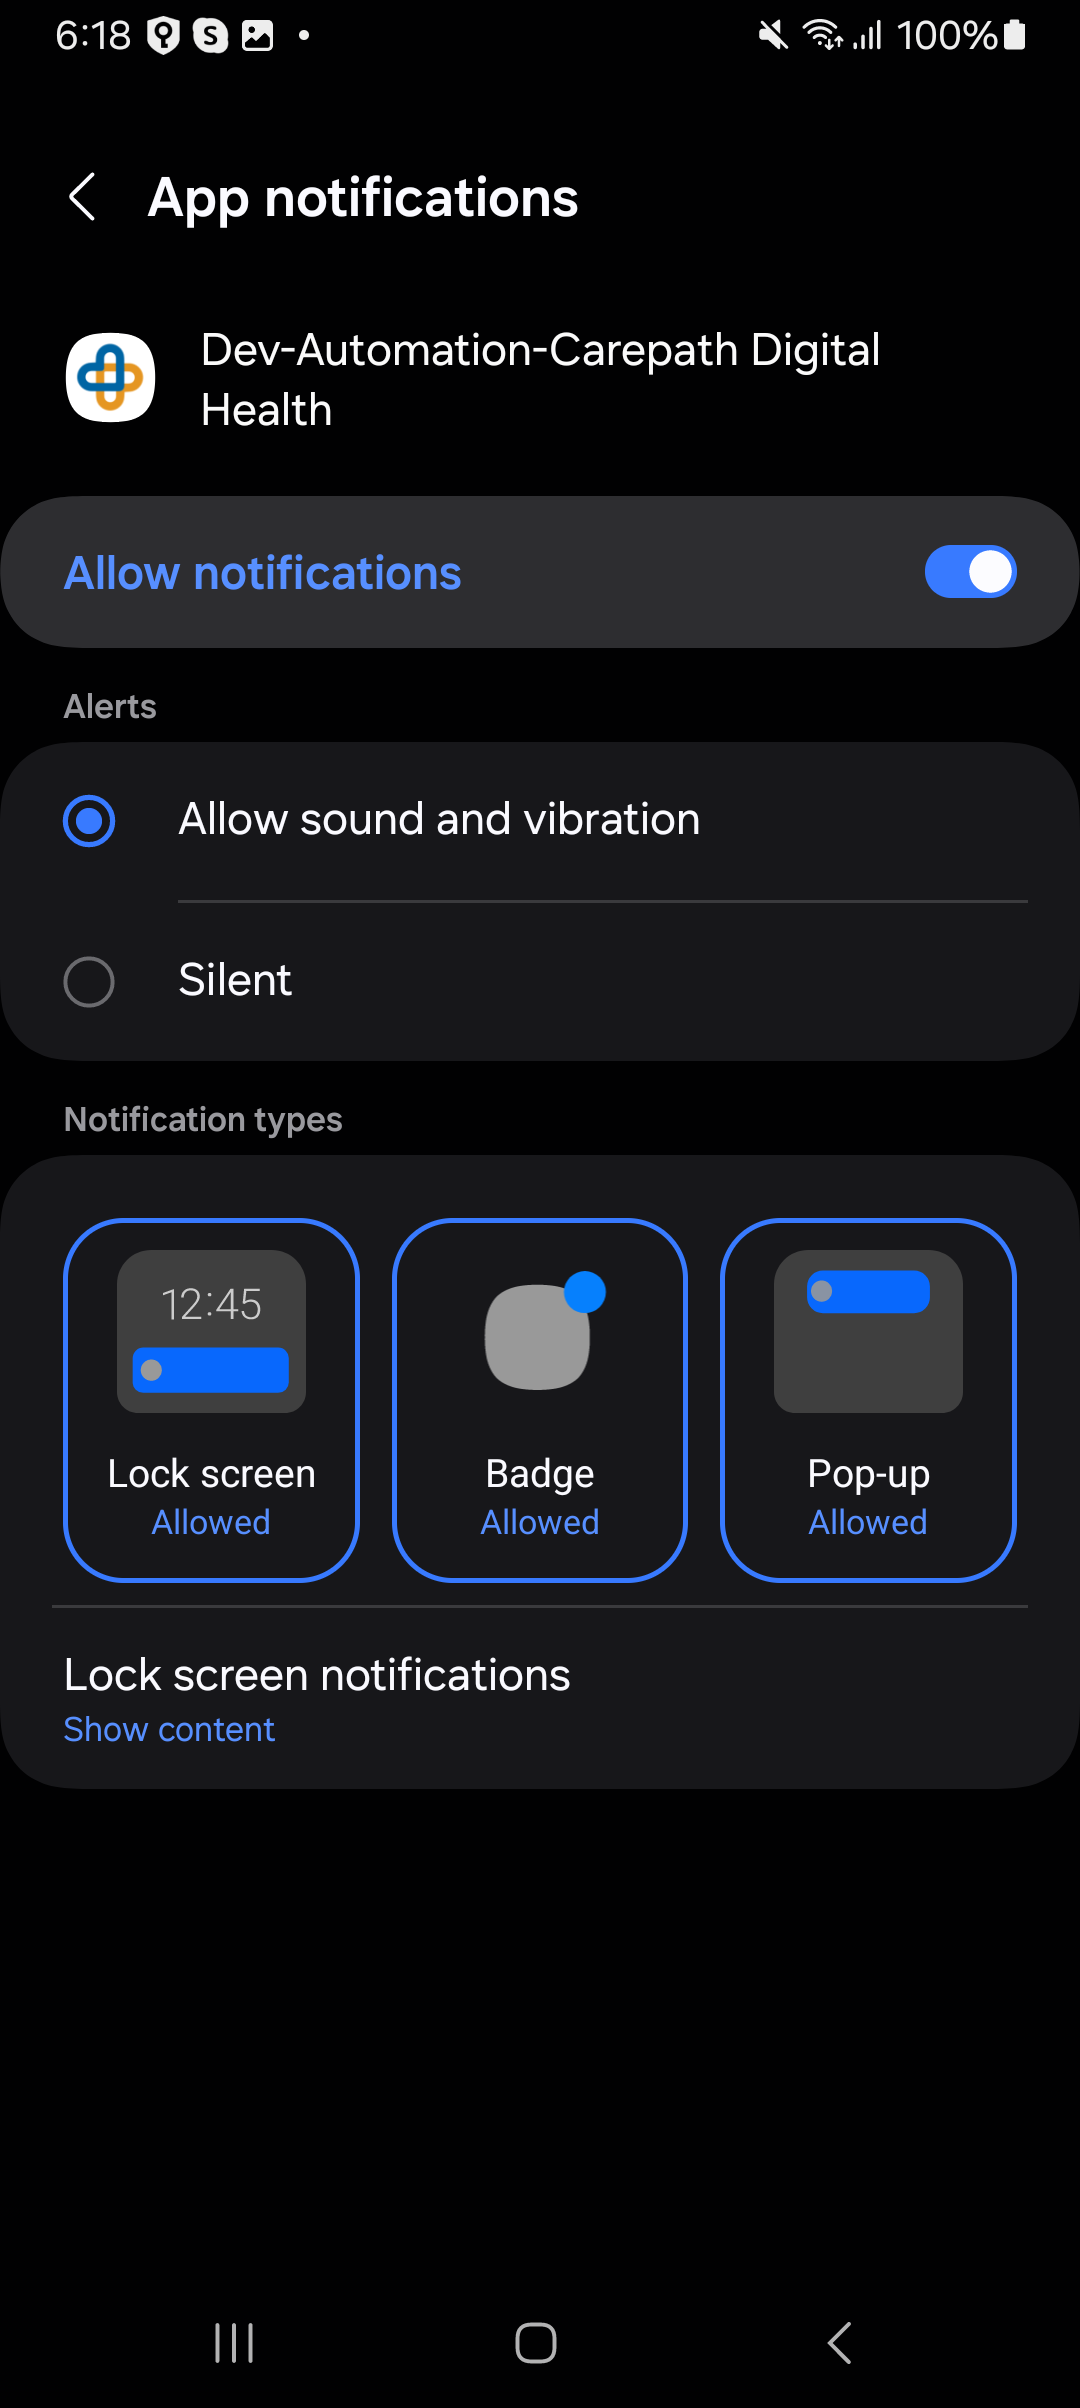 6:18
100%
App notifications
Dev-Automation-Carepath Digital
Health
Allow notifications
Alerts
Allow sound and vibration
Silent
Notification types
12:45
Lock screen
Allowed
Badge
Allowed
Pop-up
Allowed
Lock screen notifications
Show content